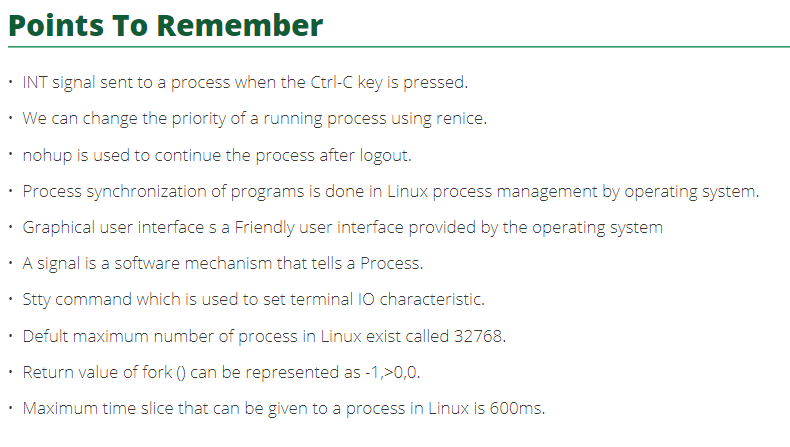 Points To Remember
• INT signal sent to a process when the Ctrl-C key is pressed.
• We can change the priority of a running process using renice.
• nohup is used to continue the process after logout.
• Process synchronization of programs is done in Linux process management by operating system.
• Graphical user interface s a Friendly user interface provided by the operating system
• A signal is a software mechanism that tells a Process.
• Stty command which is used to set terminal IO characteristic.
• Defult maximum number of process in Linux exist called 32768.
• Return value of fork () can be represented as -1,>0,0.
• Maximum time slice that can be given to a process in Linux is 600ms.